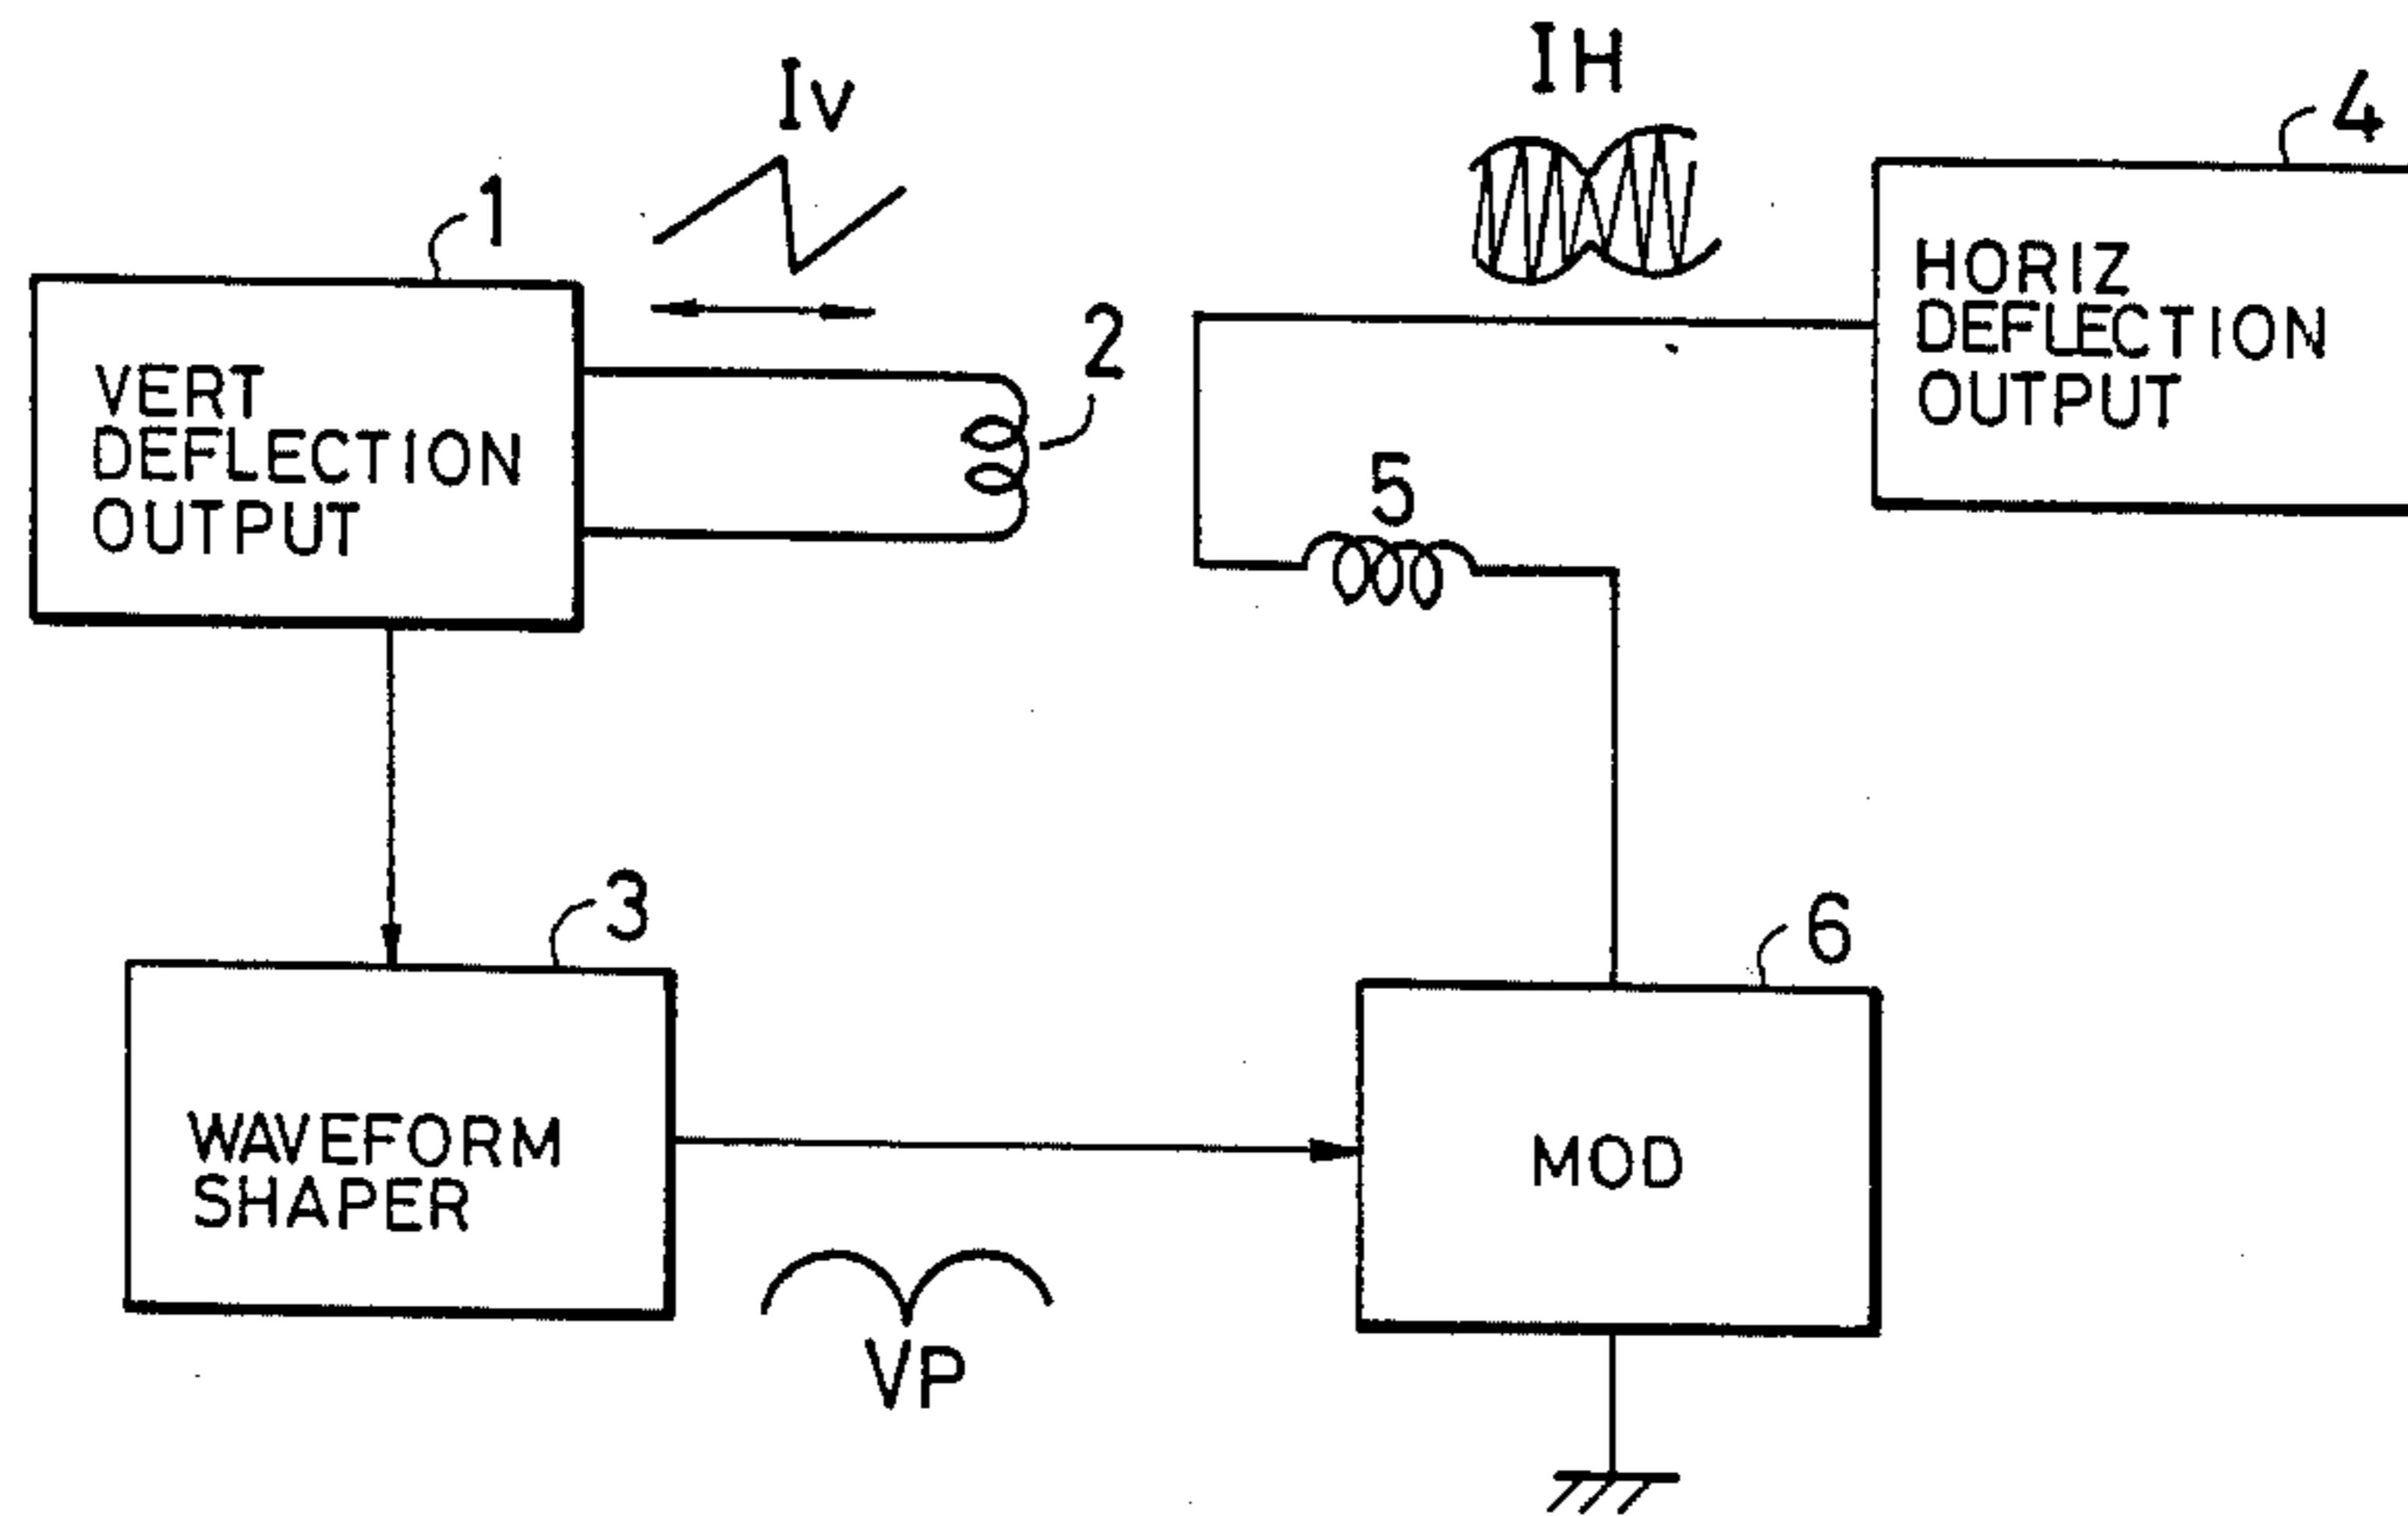 Iv
1
VERT
DEFLECTION
OUTPUT
2
IH
4
HORIZ
DEFLECTION
OUTPUT
5
3
WAVEFORM
SHAPER
VP
6
MOD